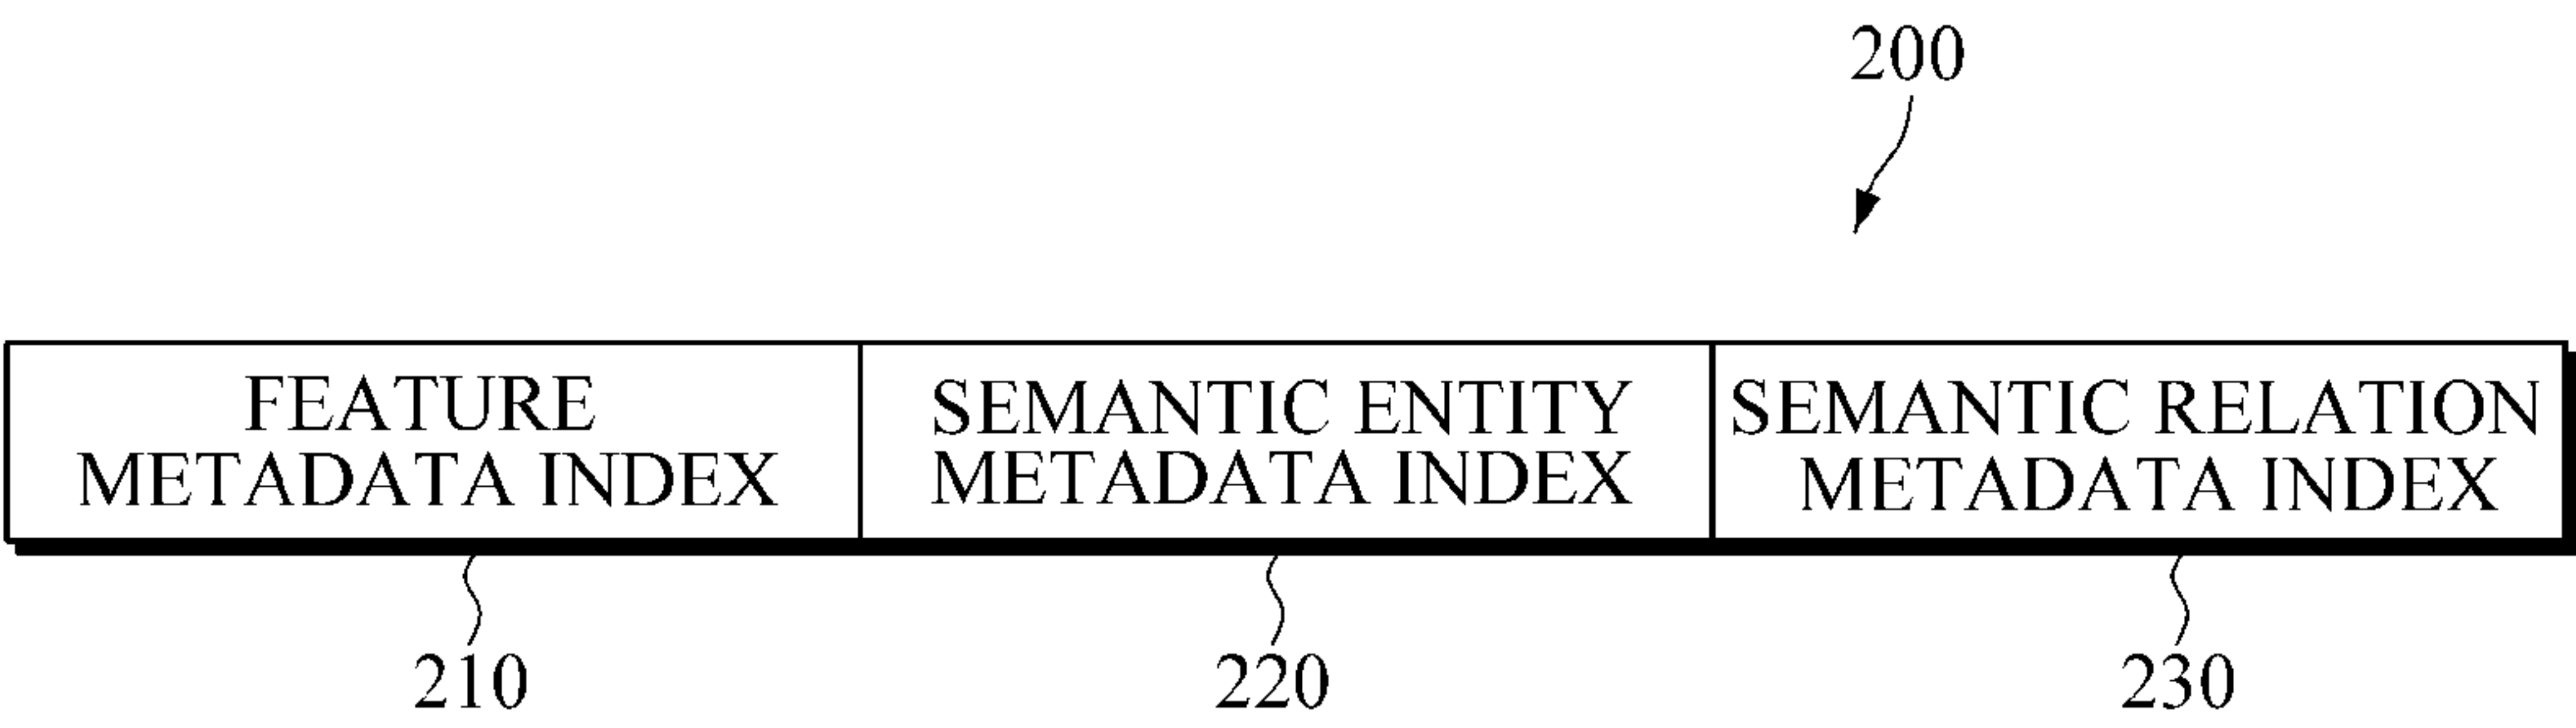 200
FEATURE
METADATA INDEX
SEMANTIC ENTITY
METADATA INDEX
SEMANTIC RELATION
METADATA INDEX
210
220
230